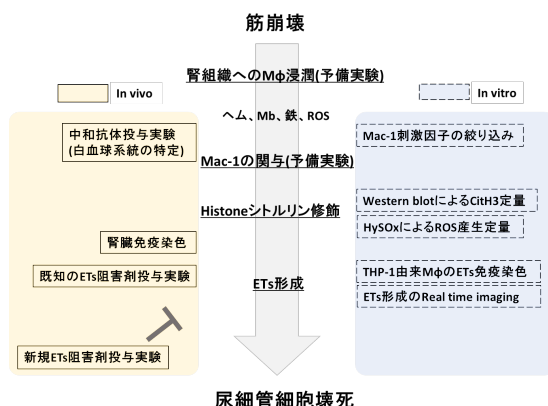 筋崩壊
腎組織へのMφ浸潤(予備実験)
In vivo
In vitro
ヘム、Mb、鉄、ROS
中和抗体投与実験
(白血球系統の特定)
Mac-1刺激因子の絞り込み
Mac-1の関与(予備実験)
Western blotによるCitH3定量
Histoneシトルリン修飾
HySOxによるROS産生定量
腎臓免疫染色
既知のETs阻害剤投与実験
THP-1由来MφのETs免疫染色
ETs形成
ETs形成のReal time imaging
新規ETs阻害剤投与実験
尿細管細胞壊死